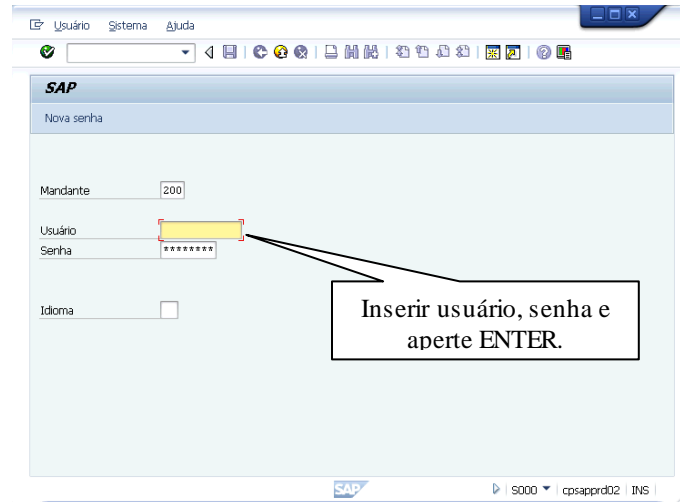 Usuário Sistema Ajuda
SAP
Nova senha
Mandante 200
Usuário
Senha ********
Idioma
Inserir usuário, senha e
aperte ENTER.
SAP
S000 cpsapprd02 INS